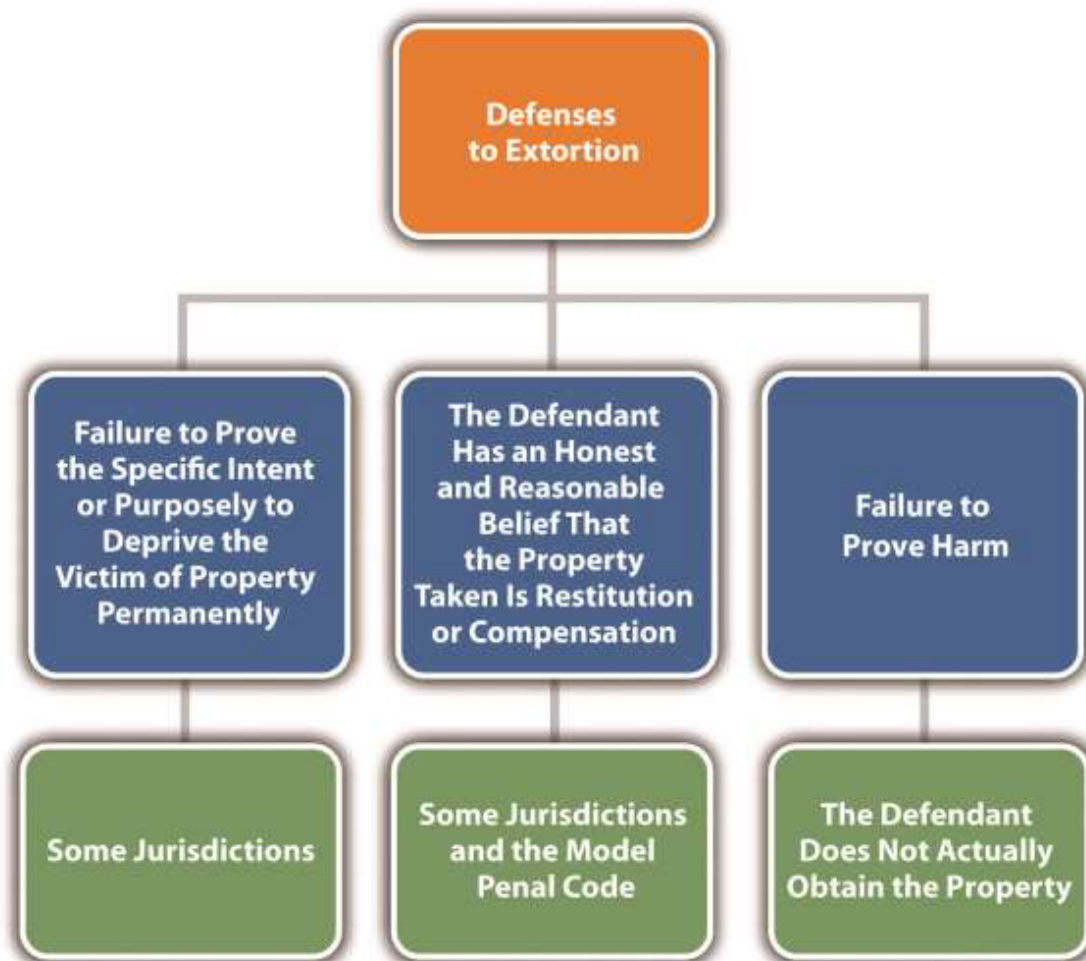 Defenses
to Extortion
Failure to Prove
the Specific Intent
or Purposely to
Deprive the
Victim of Property
Permanently
The Defendant
Has an Honest
and Reasonable
Belief That
the Property
Taken Is Restitution
or Compensation
Failure to
Prove Harm
Some Jurisdictions
Some Jurisdictions
and the Model
Penal Code
The Defendant
Does Not Actually
Obtain the Property